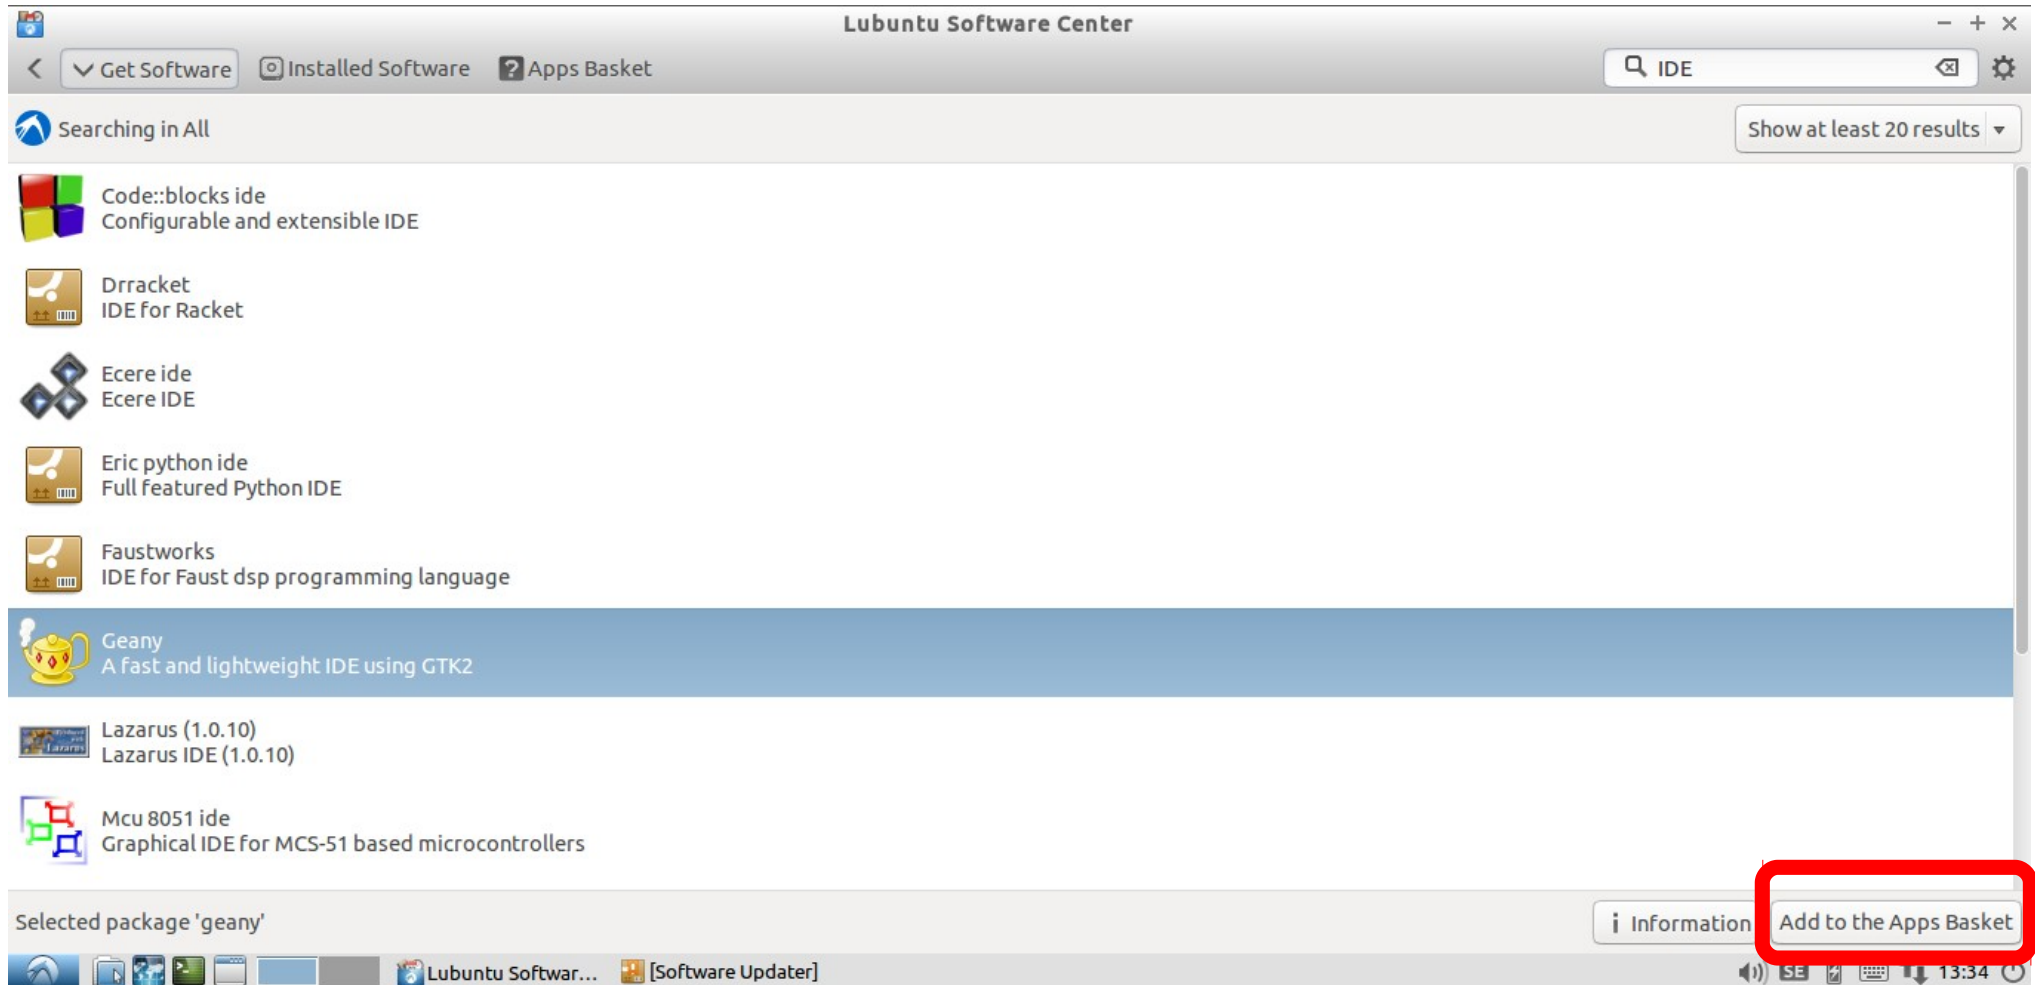 Lubuntu Software Center
Get Software
Installed Software
Apps Basket
IDE
Searching in All
Show at least 20 results
Code::blocks ide
Configurable and extensible IDE
Drracket
IDE for Racket
Ecere ide
Ecere IDE
Eric python ide
Full featured Python IDE
Faustworks
IDE for Faust dsp programming language
Geany
A fast and lightweight IDE using GTK2
Lazarus (1.0.10)
Lazarus IDE (1.0.10)
Mcu 8051 ide
Graphical IDE for MCS-51 based microcontrollers
Selected package 'geany'
Information
Add to the Apps Basket
Lubuntu Softwar...
[Software Updater]
SE
13:34